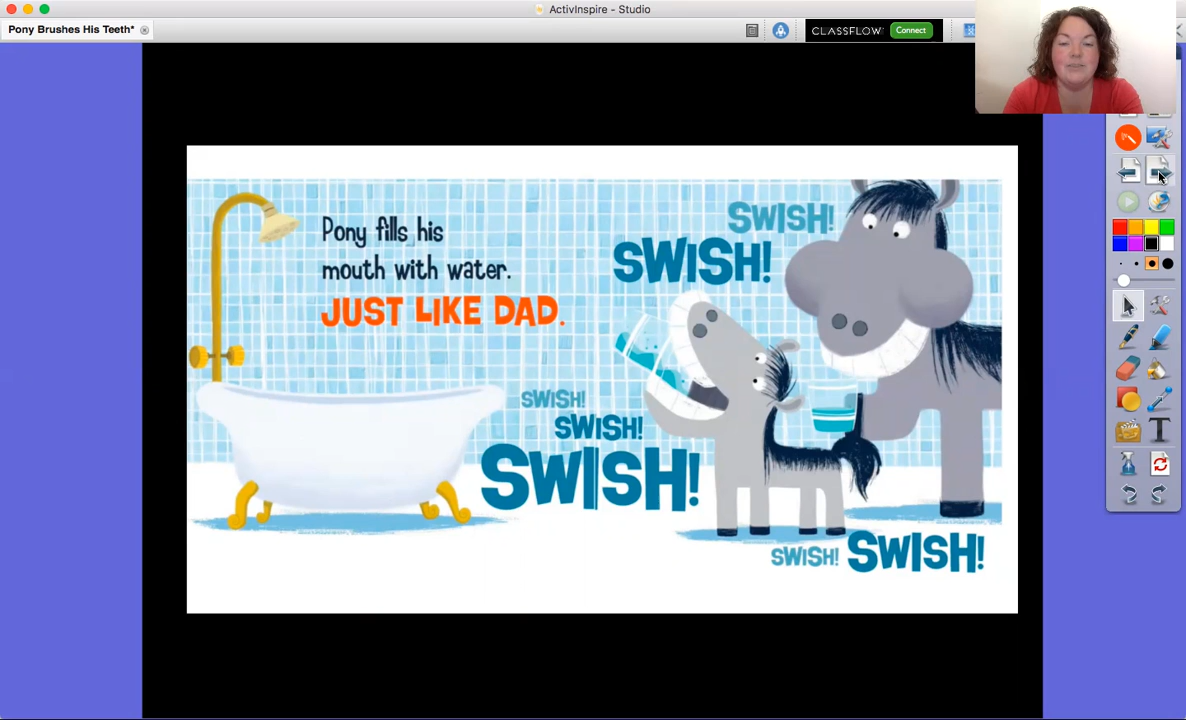 ActivInspire - Studio
Pony Brushes His Teeth*
CLASSFLOW
Connect
Pony fills his
mouth with water.
JUST LIKE DAD.
SWISH!
SWISH!
SWISH!
SWISH!
SWISH!
SWISH! SWISH!
T